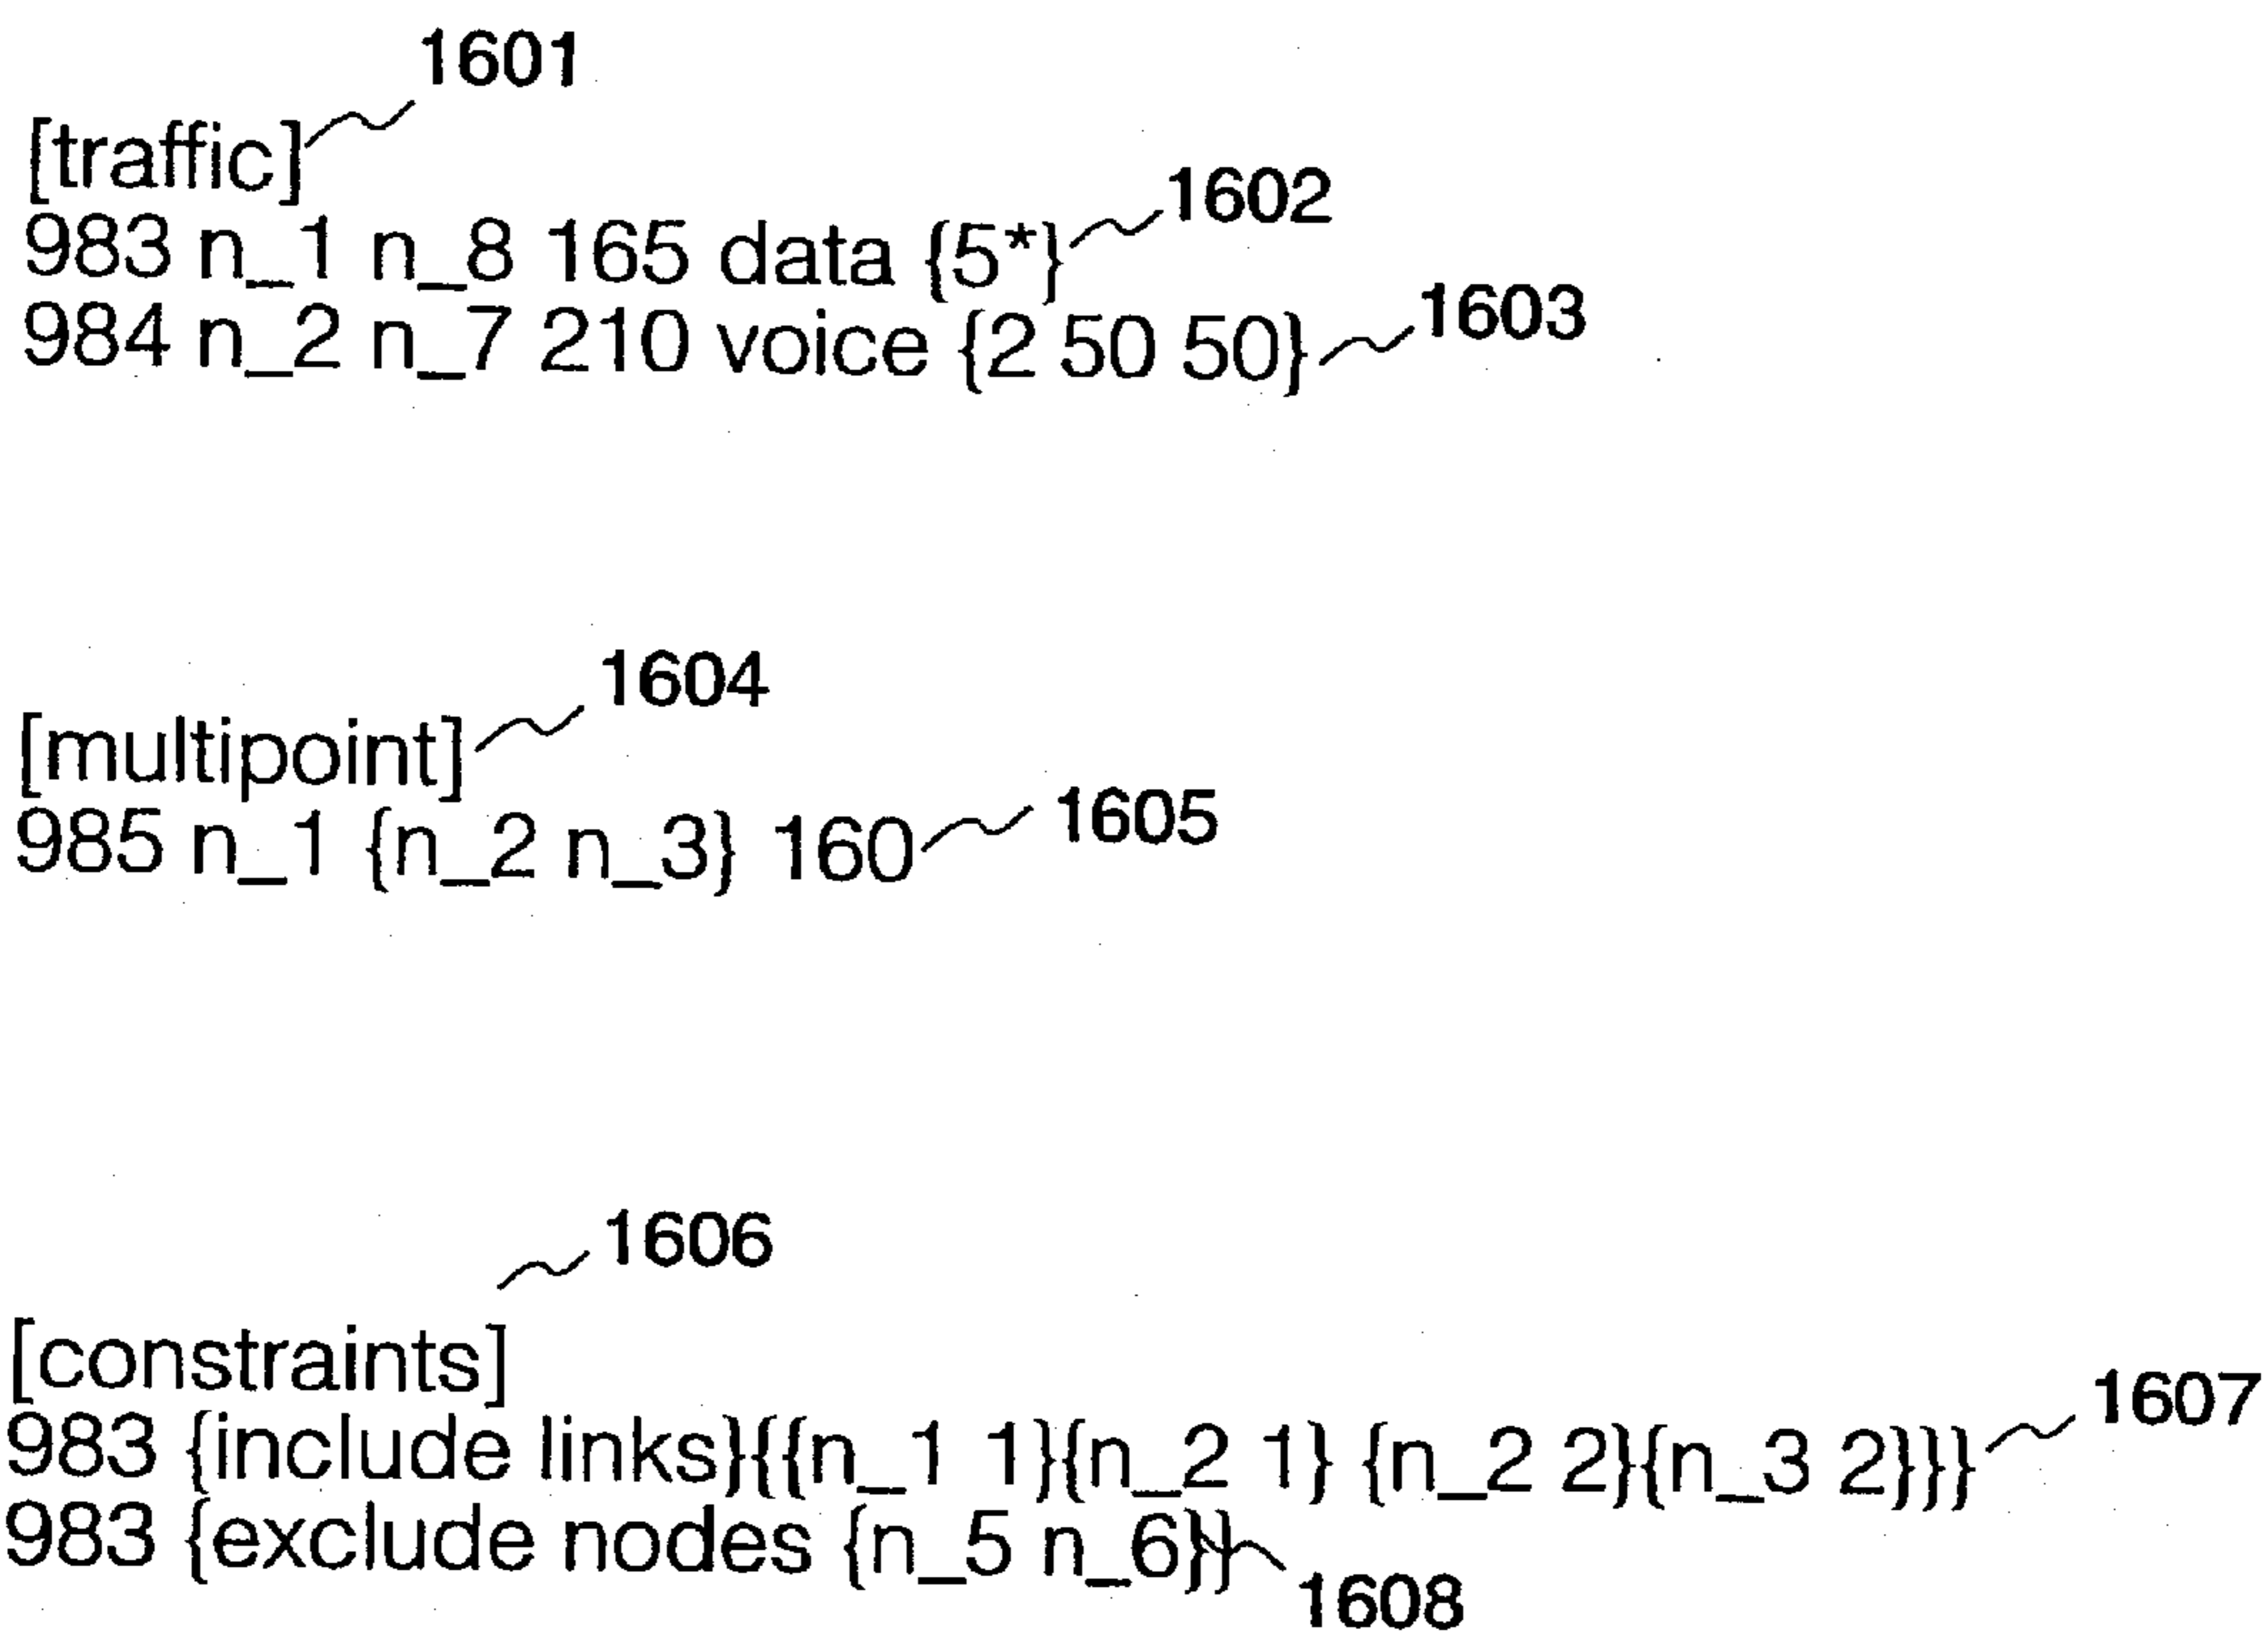 1601
[traffic]
1602
983 n_1 n_8 165 data {5*}
1603
984 n_2 n_7 210 voice {2 50 50}
1604
[multipoint]
1605
985 n_1 {n_2 n_3} 160
1606
[constraints]
1607
983 {include links}{{n_1 1}{n_2 1} {n_2 2}{n_3 2}}}
983 {exclude nodes {n_5 n_6}}
1608